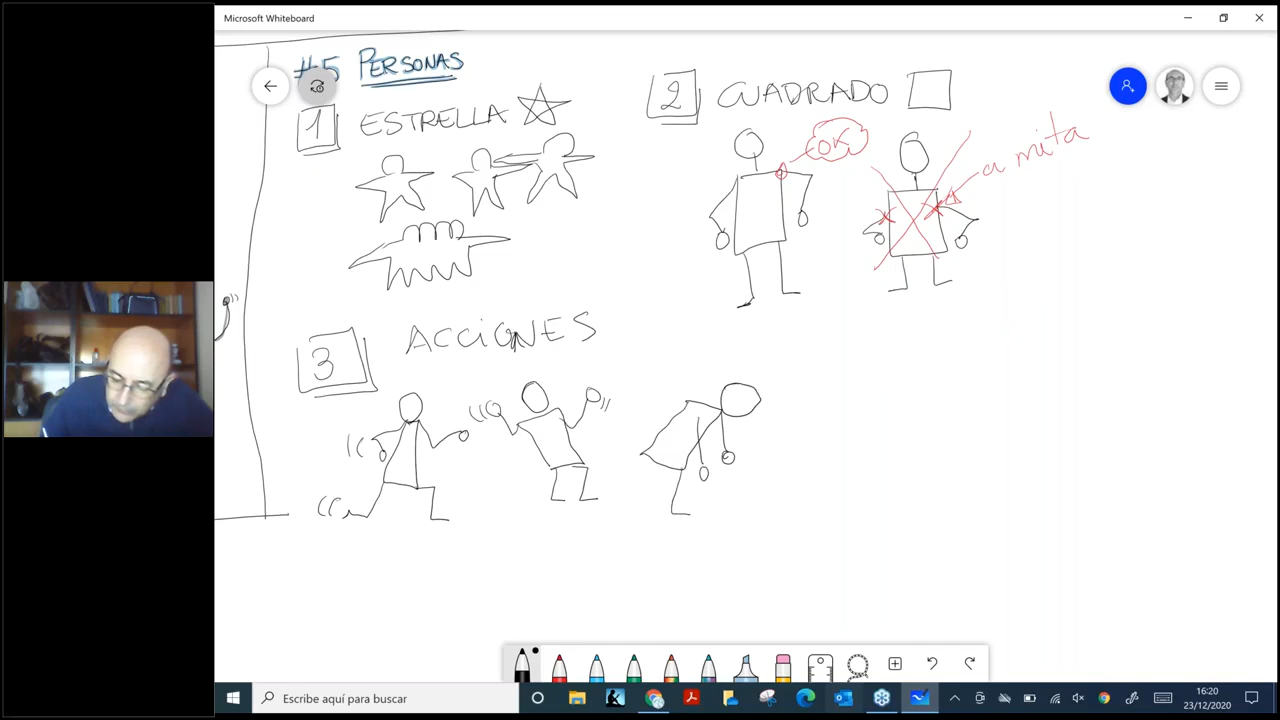 Microsoft Whiteboard
#5 PERSONAS
1 ESTRELLA
2 CUADRADO
OK
a mita
3 ACCIONES
Escribe aquí para buscar
16:20
23/12/2020